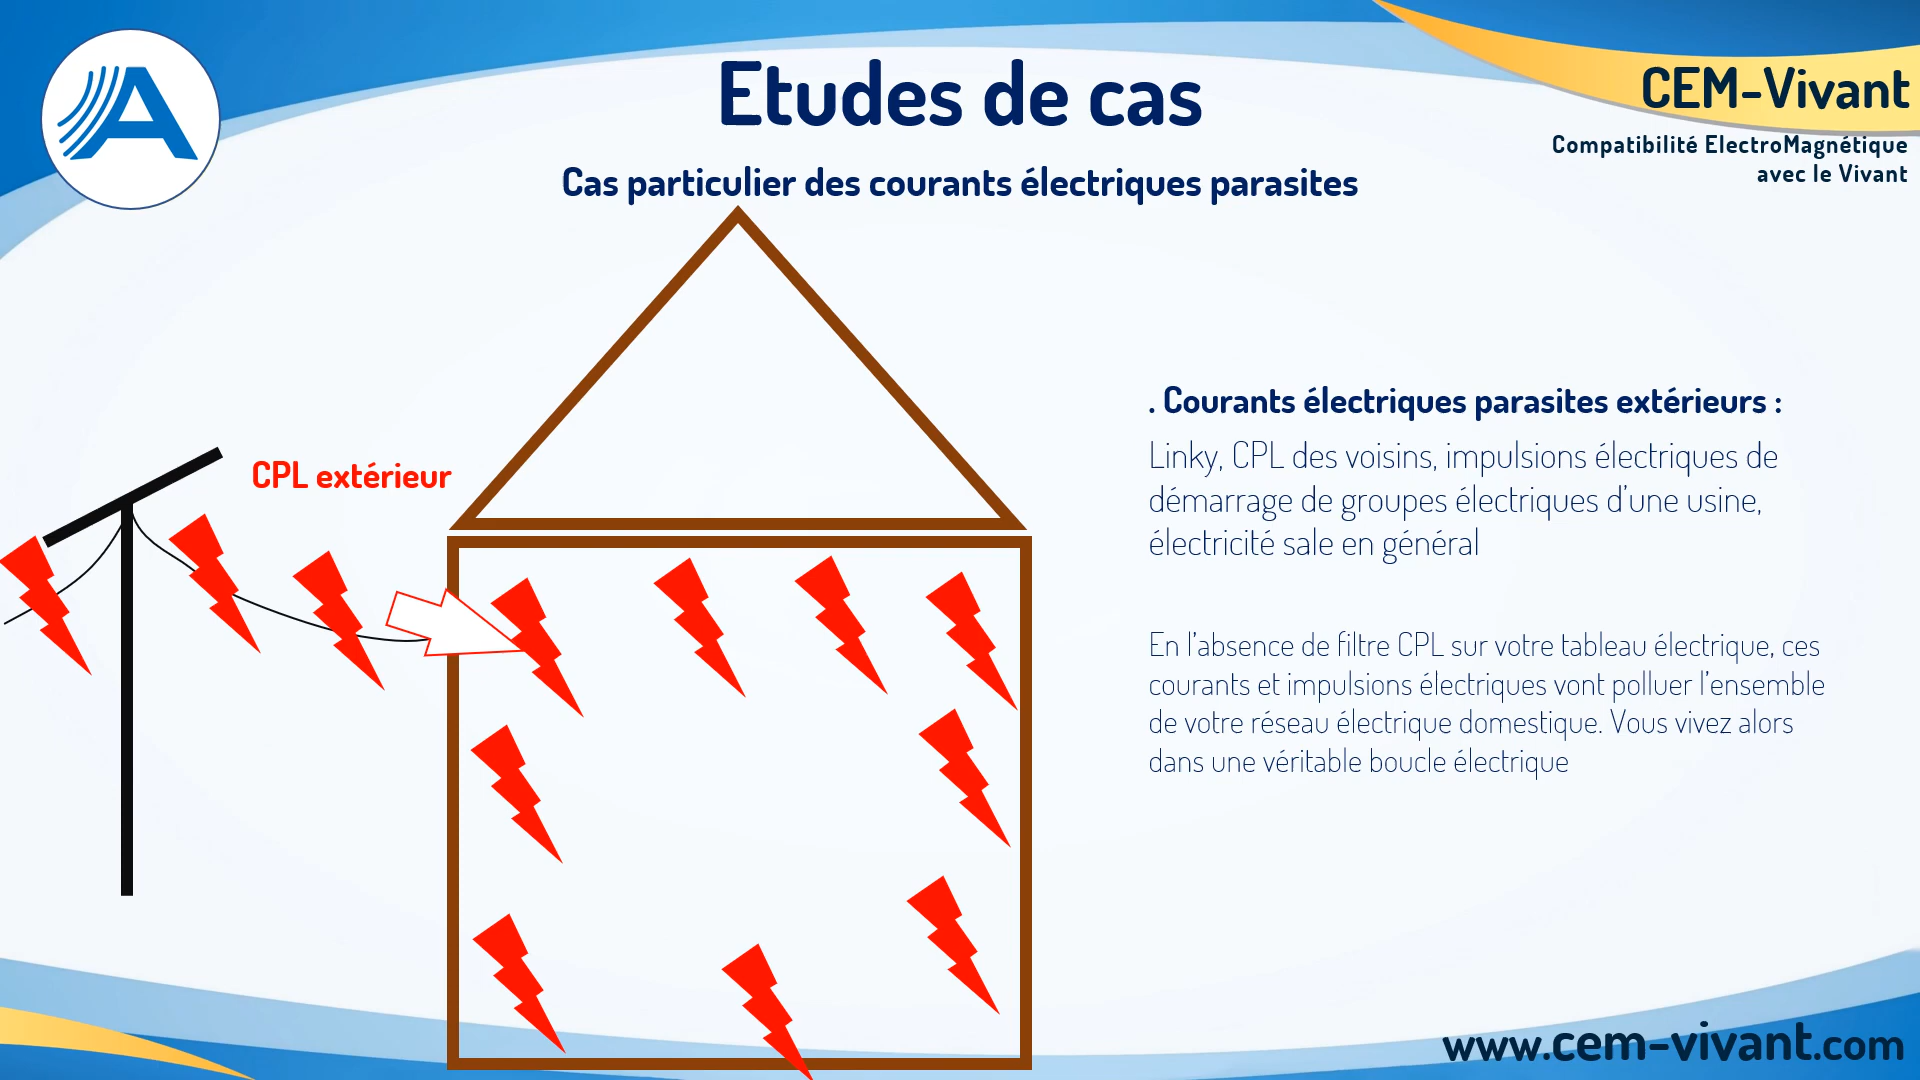 Etudes de cas
CEM-Vivant
Compatibilité ElectroMagnétique
avec le Vivant
Cas particulier des courants électriques parasites
CPL extérieur
. Courants électriques parasites extérieurs :
Linky, CPL des voisins, impulsions électriques de
démarrage de groupes électriques d’une usine,
électricité sale en général
En l’absence de filtre CPL sur votre tableau électrique, ces
courants et impulsions électriques vont polluer l’ensemble
de votre réseau électrique domestique. Vous vivez alors
dans une véritable boucle électrique
www.cem-vivant.com